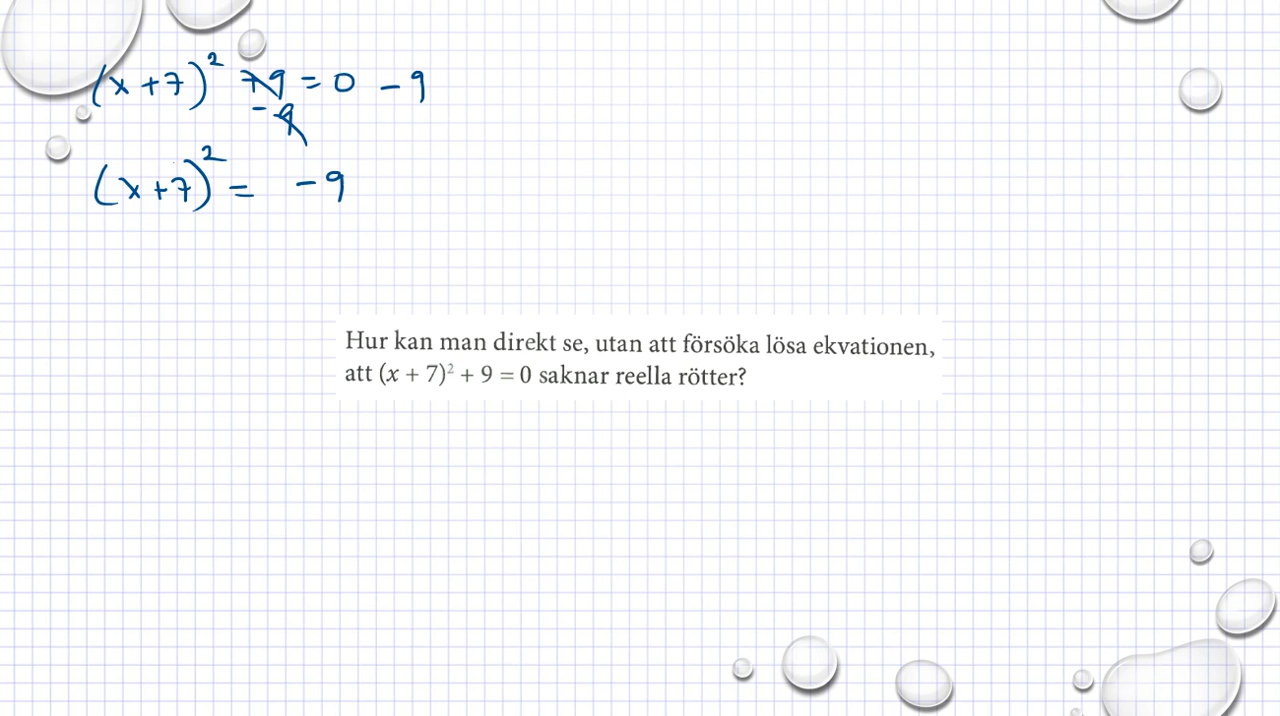 (x + 7)² + 9 = 0 - 9
- 9
(x + 7)² = - 9
Hur kan man direkt se, utan att försöka lösa ekvationen,
att (x + 7)² + 9 = 0 saknar reella rötter?